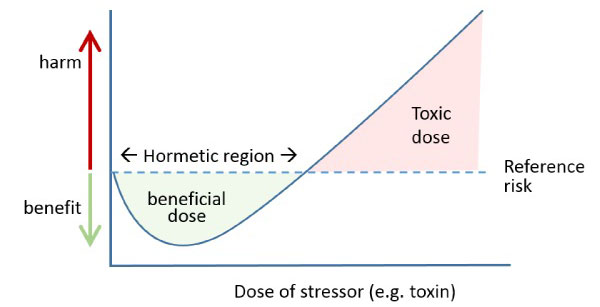 harm
← Hormetic region →
Toxic
dose
Reference
risk
benefit
beneficial
dose
Dose of stressor (e.g. toxin)